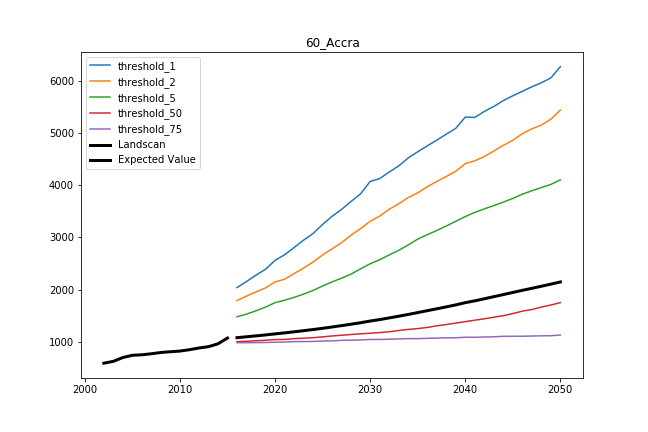 60_Accra
threshold_1
threshold_2
threshold_5
threshold_50
threshold_75
Landscan
Expected Value
6000
5000
4000
3000
2000
1000
2000 2010 2020 2030 2040 2050